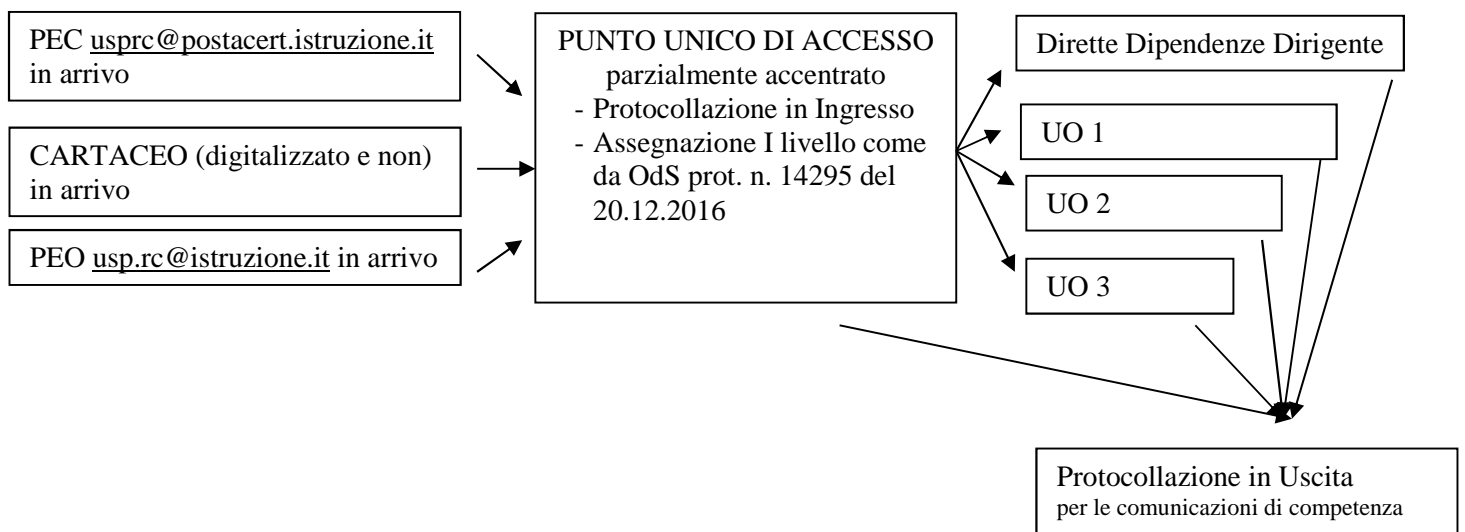 PEC usprc@postacert.istruzione.it
in arrivo
CARTACEO (digitalizzato e non)
in arrivo
PEO usp.rc@istruzione.it in arrivo
PUNTO UNICO DI ACCESSO
parzialmente accentrato
- Protocollazione in Ingresso
- Assegnazione I livello come
da OdS prot. n. 14295 del
20.12.2016
Dirette Dipendenze Dirigente
UO 1
UO 2
UO 3
Protocollazione in Uscita
per le comunicazioni di competenza